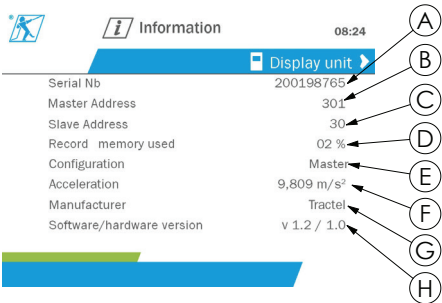 i Information 08:24 A
Display unit B
Serial Nb 200198765
Master Address 301 C
Slave Address 30
Record memory used 02 % D
Configuration Master E
Acceleration 9,809 m/s² F
Manufacturer Tractel
Software/hardware version v 1.2 / 1.0 G
H